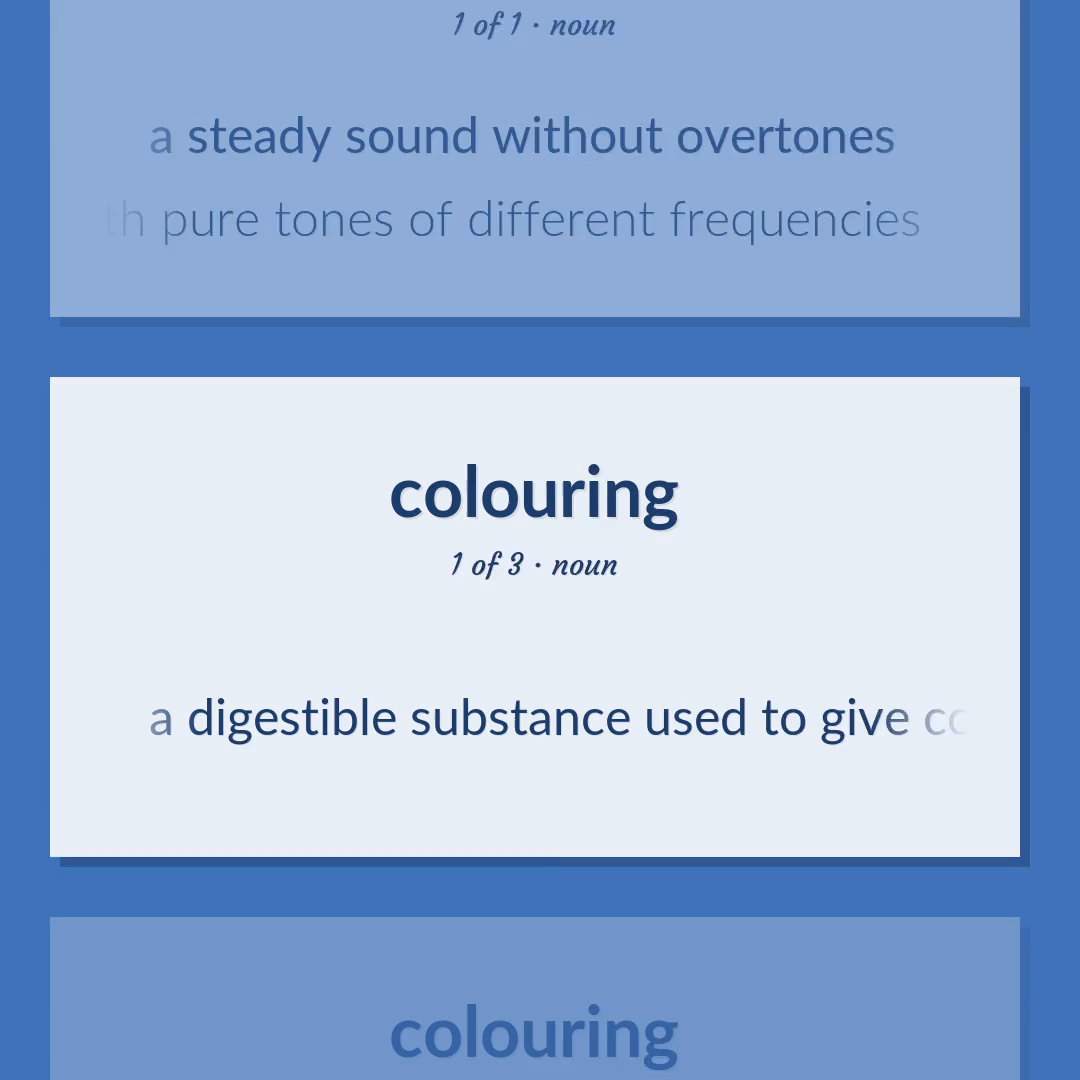 1 of 1 · noun
a steady sound without overtones
pure tones of different frequencies
colouring
1 of 3 · noun
a digestible substance used to give
colouring